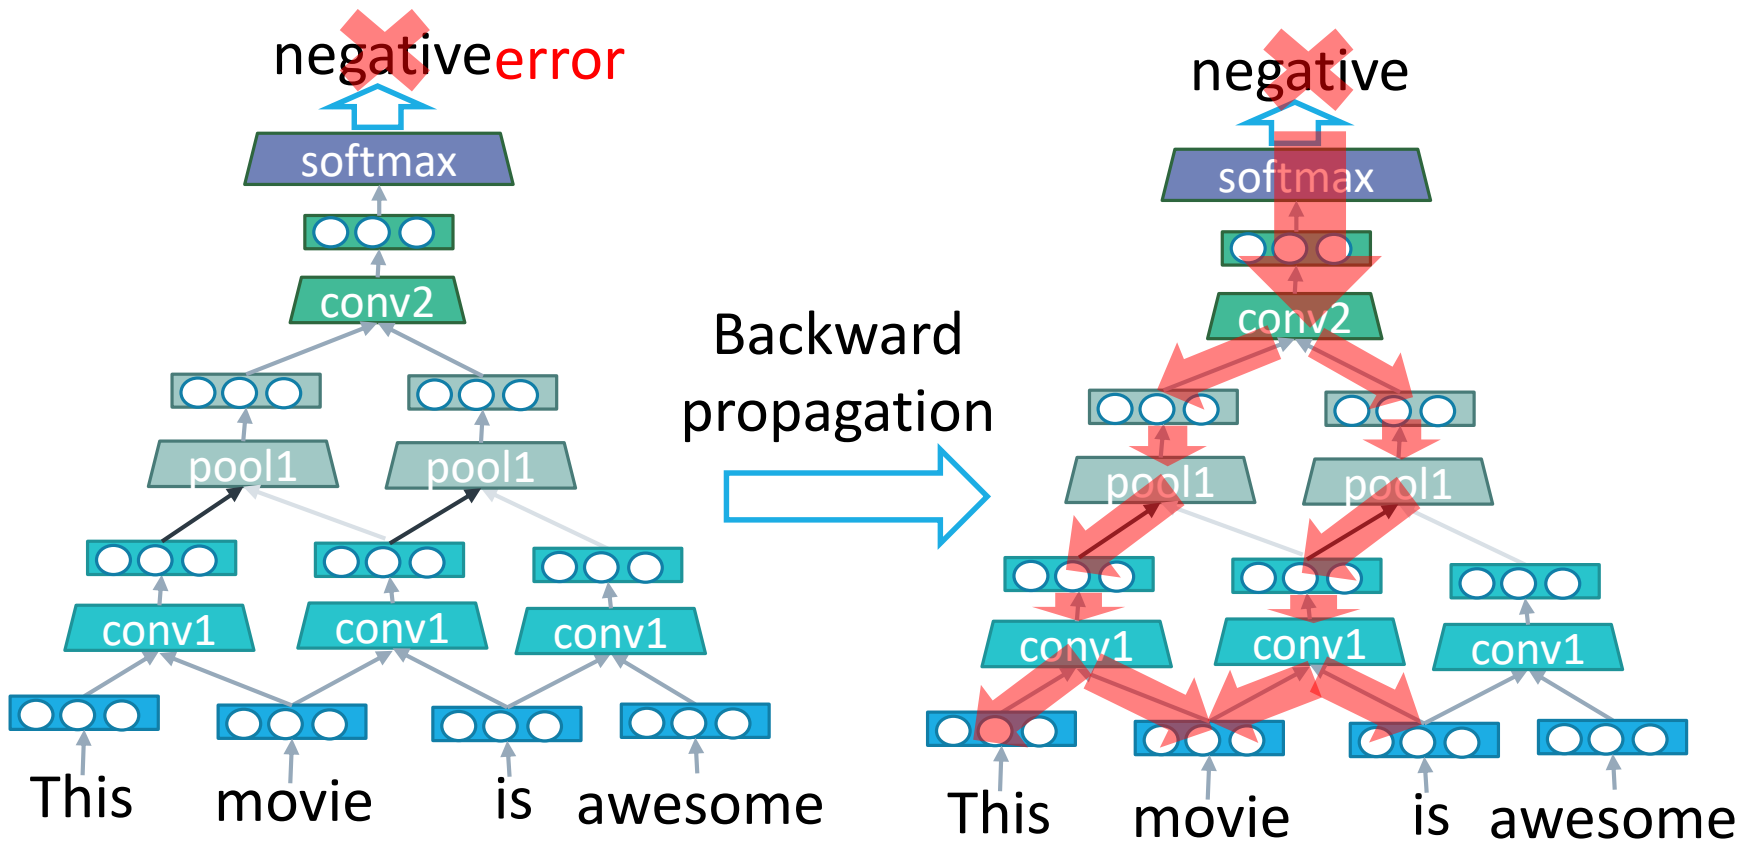 negative error
softmax
conv2
pool1 pool1
conv1 conv1 conv1
This movie is awesome
Backward
propagation
negative
softmax
conv2
pool1 pool1
conv1 conv1 conv1
This movie is awesome